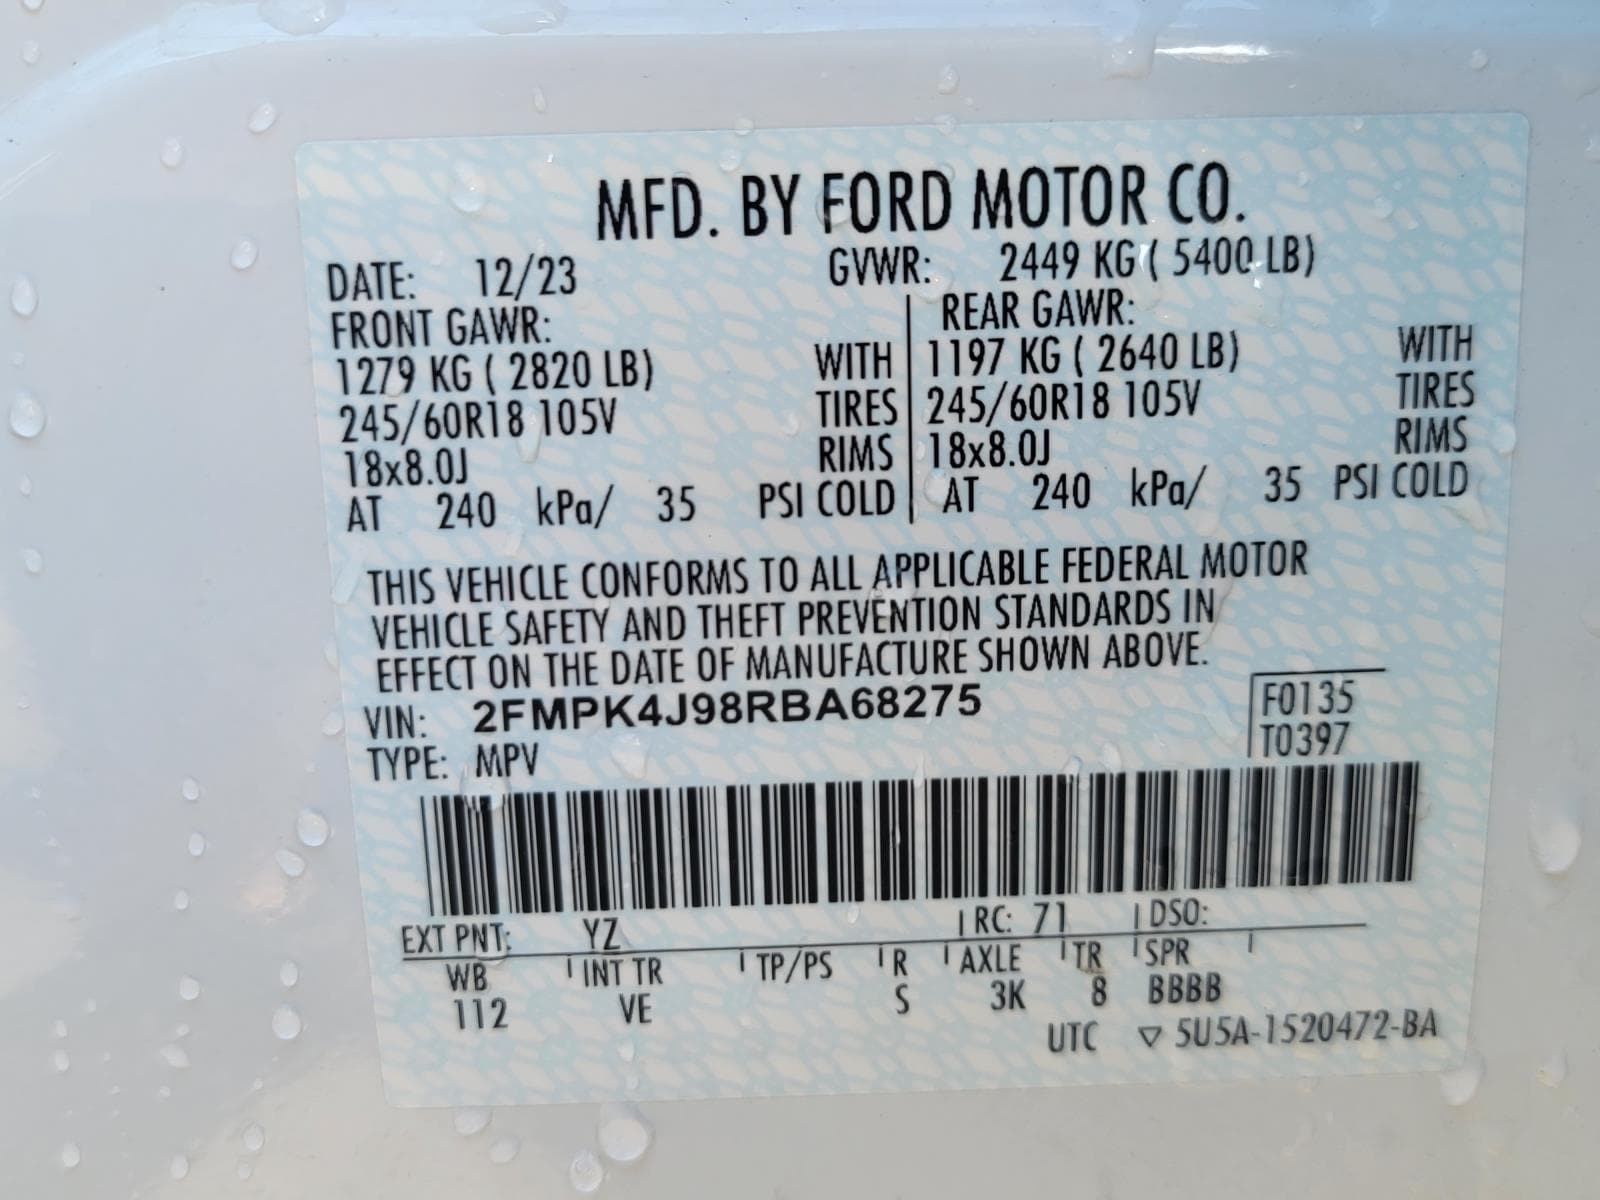 MFD. BY FORD MOTOR CO.
DATE: 12/23 GVWR: 2449 KG ( 5400 LB)
FRONT GAWR: REAR GAWR:
1279 KG ( 2820 LB) WITH 1197 KG ( 2640 LB) WITH
245/60R18 105V TIRES 245/60R18 105V TIRES
18x8.0J RIMS 18x8.0J RIMS
AT 240 kPa/ 35 PSI COLD AT 240 kPa/ 35 PSI COLD
THIS VEHICLE CONFORMS TO ALL APPLICABLE FEDERAL MOTOR
VEHICLE SAFETY AND THEFT PREVENTION STANDARDS IN
EFFECT ON THE DATE OF MANUFACTURE SHOWN ABOVE.
VIN: 2FMPK4J98RBA68275 F0135
TYPE: MPV T0397
EXT PNT: YZ RC: 71 DSO:
WB INT TR TP/PS R AXLE TR SPR
112 VE S 3K 8 BBBB
UTC ▽ 5U5A-1520472-BA